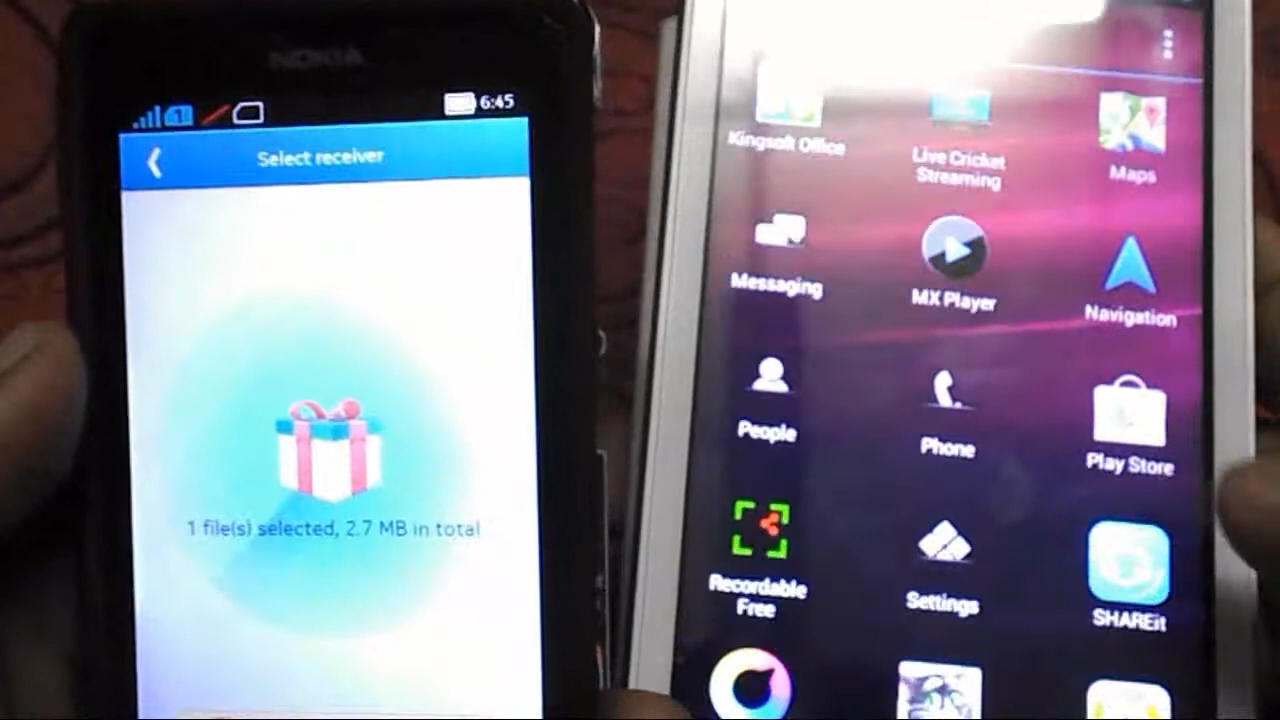 NOKIA
1
6:45
Select receiver
1 file(s) selected, 2.7 MB in total
Kingsoft Office
Live Cricket
Streaming
Maps
Messaging
MX Player
Navigation
People
Phone
Play Store
Recordable
Free
Settings
SHAREit